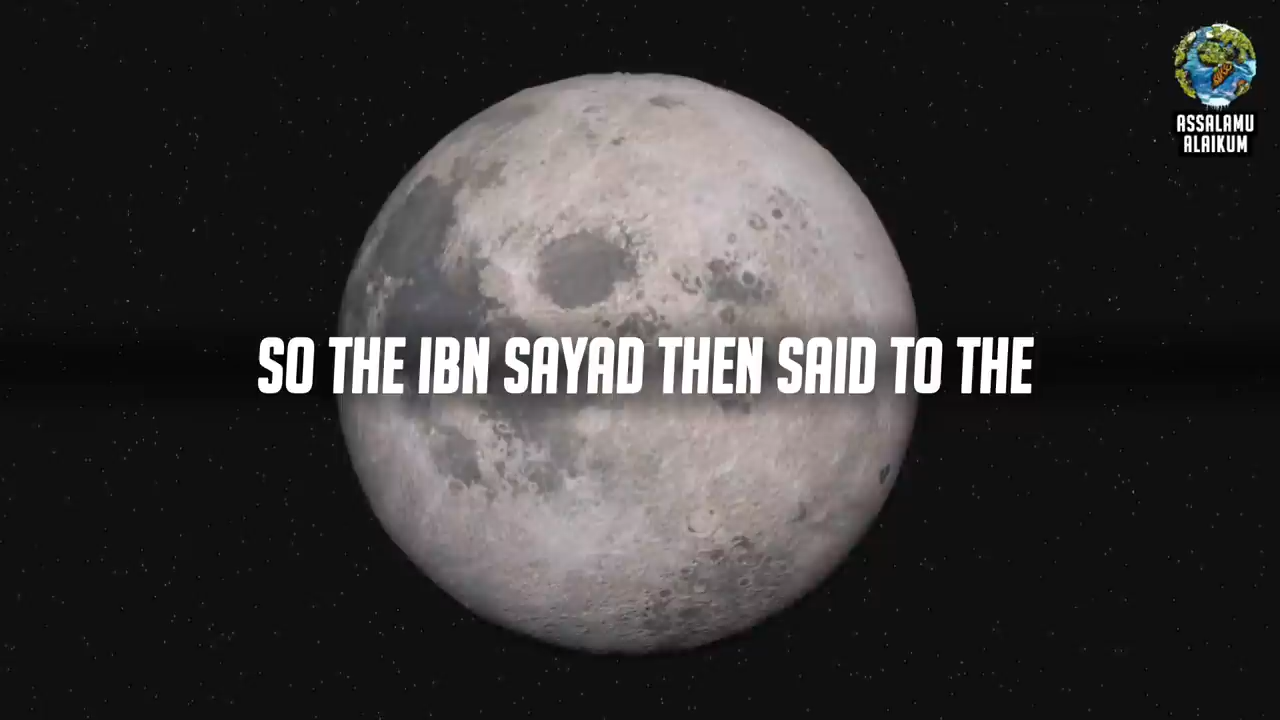 ASSALAMU
ALAIKUM
SO THE IBN SAYAD THEN SAID TO THE